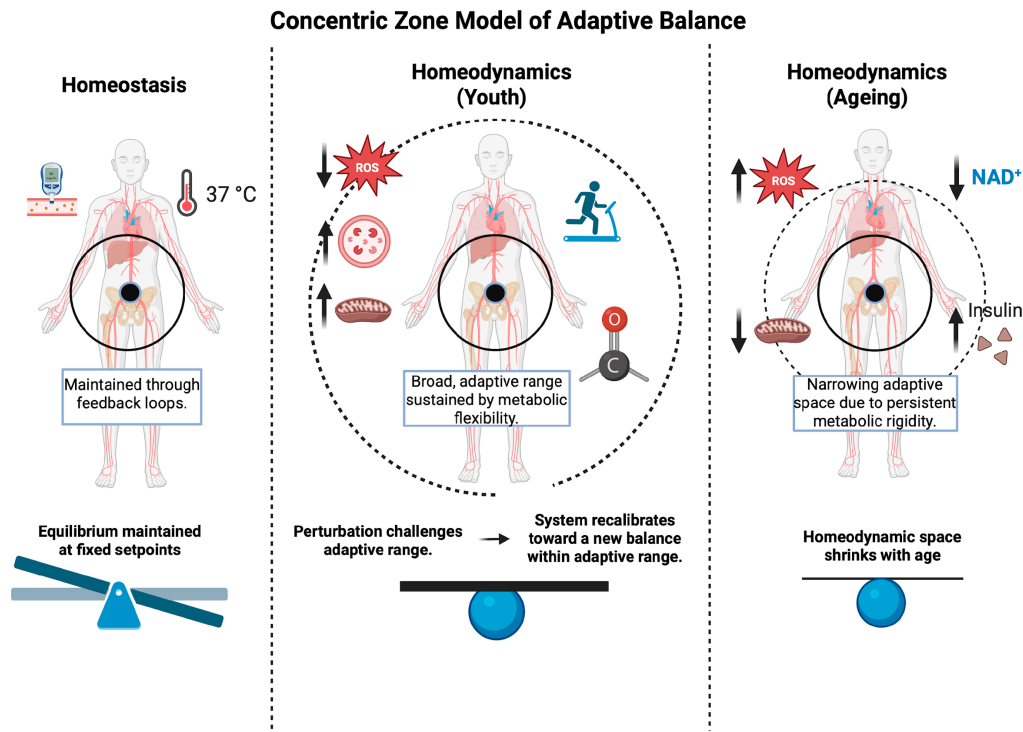 Concentric Zone Model of Adaptive Balance
Homeostasis
37 °C
Maintained through
feedback loops.
Equilibrium maintained
at fixed setpoints
Homeodynamics
(Youth)
ROS
O
C
Broad, adaptive range
sustained by metabolic
flexibility.
Perturbation challenges
adaptive range.
System recalibrates
toward a new balance
within adaptive range.
Homeodynamics
(Ageing)
ROS
NAD+
Insulin
Narrowing adaptive
space due to persistent
metabolic rigidity.
Homeodynamic space
shrinks with age